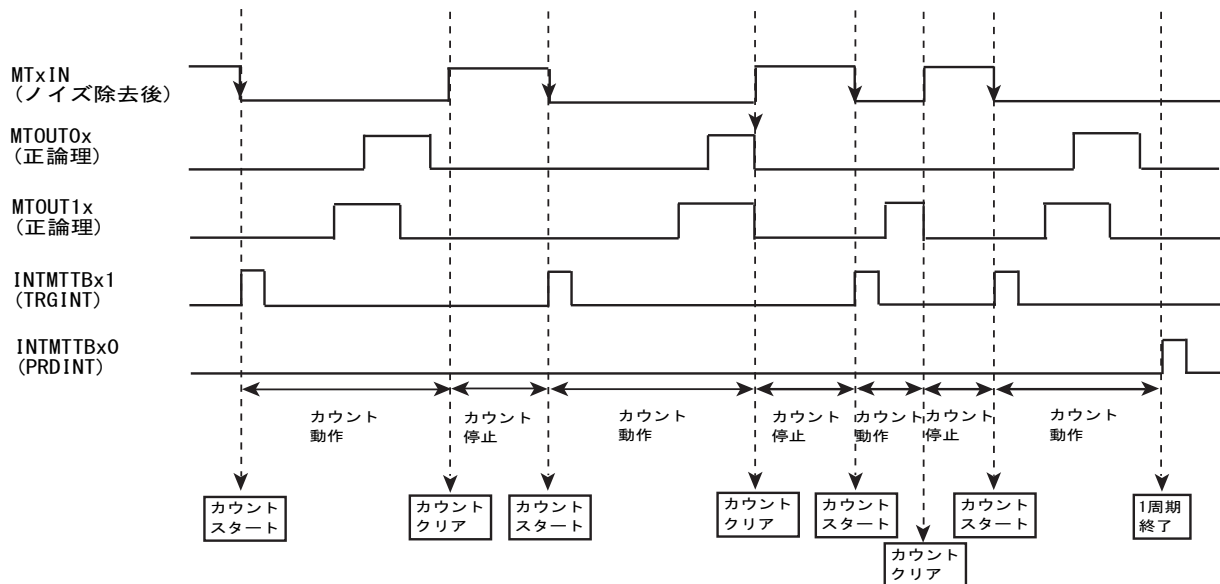 MTxIN
(ノイズ除去後)
MTOUT0x
(正論理)
MTOUT1x
(正論理)
INTMTTBx1
(TRGINT)
INTMTTBx0
(PRDINT)
カウント
動作
カウント
停止
カウント
動作
カウント
停止
カウント
動作
カウント
停止
カウント
動作
カウント
スタート
カウント
クリア
カウント
スタート
カウント
クリア
カウント
スタート
カウント
クリア
カウント
スタート
1周期
終了